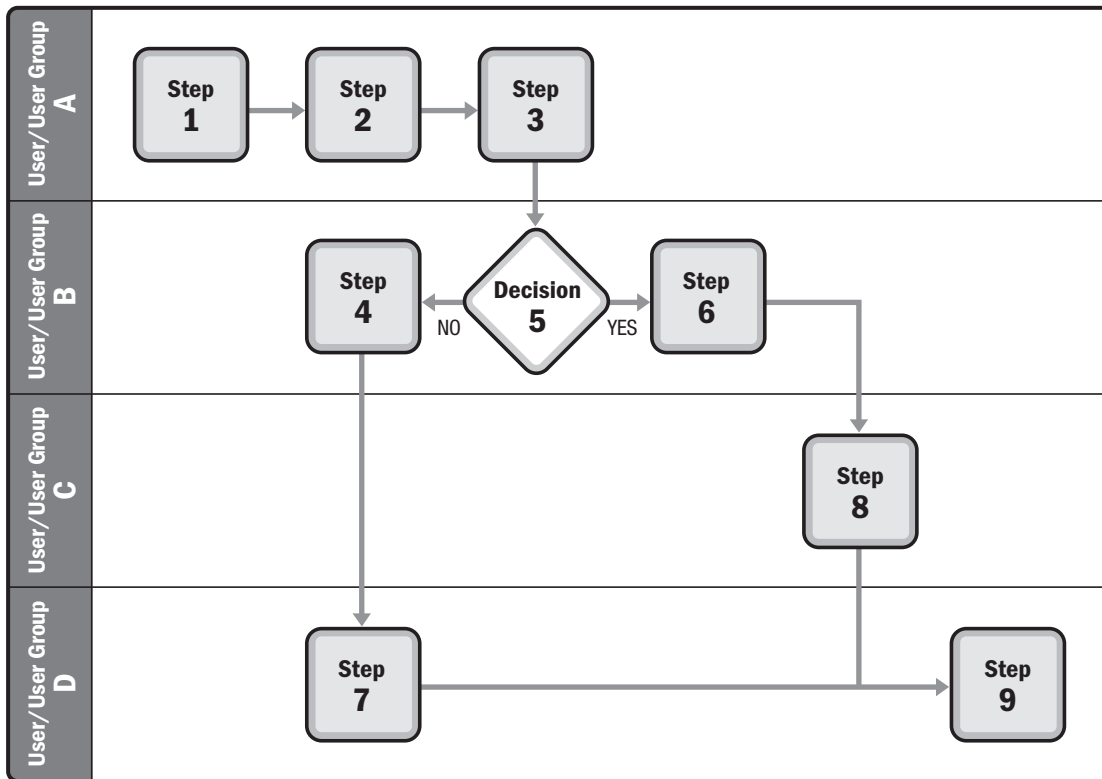 User/ User Group
A
Step
1
Step
2
Step
3
User/User Group
B
Step
4
NO
Decision
5
YES
Step
6
User/User Group
C
Step
8
User/User Group
D
Step
7
Step
9